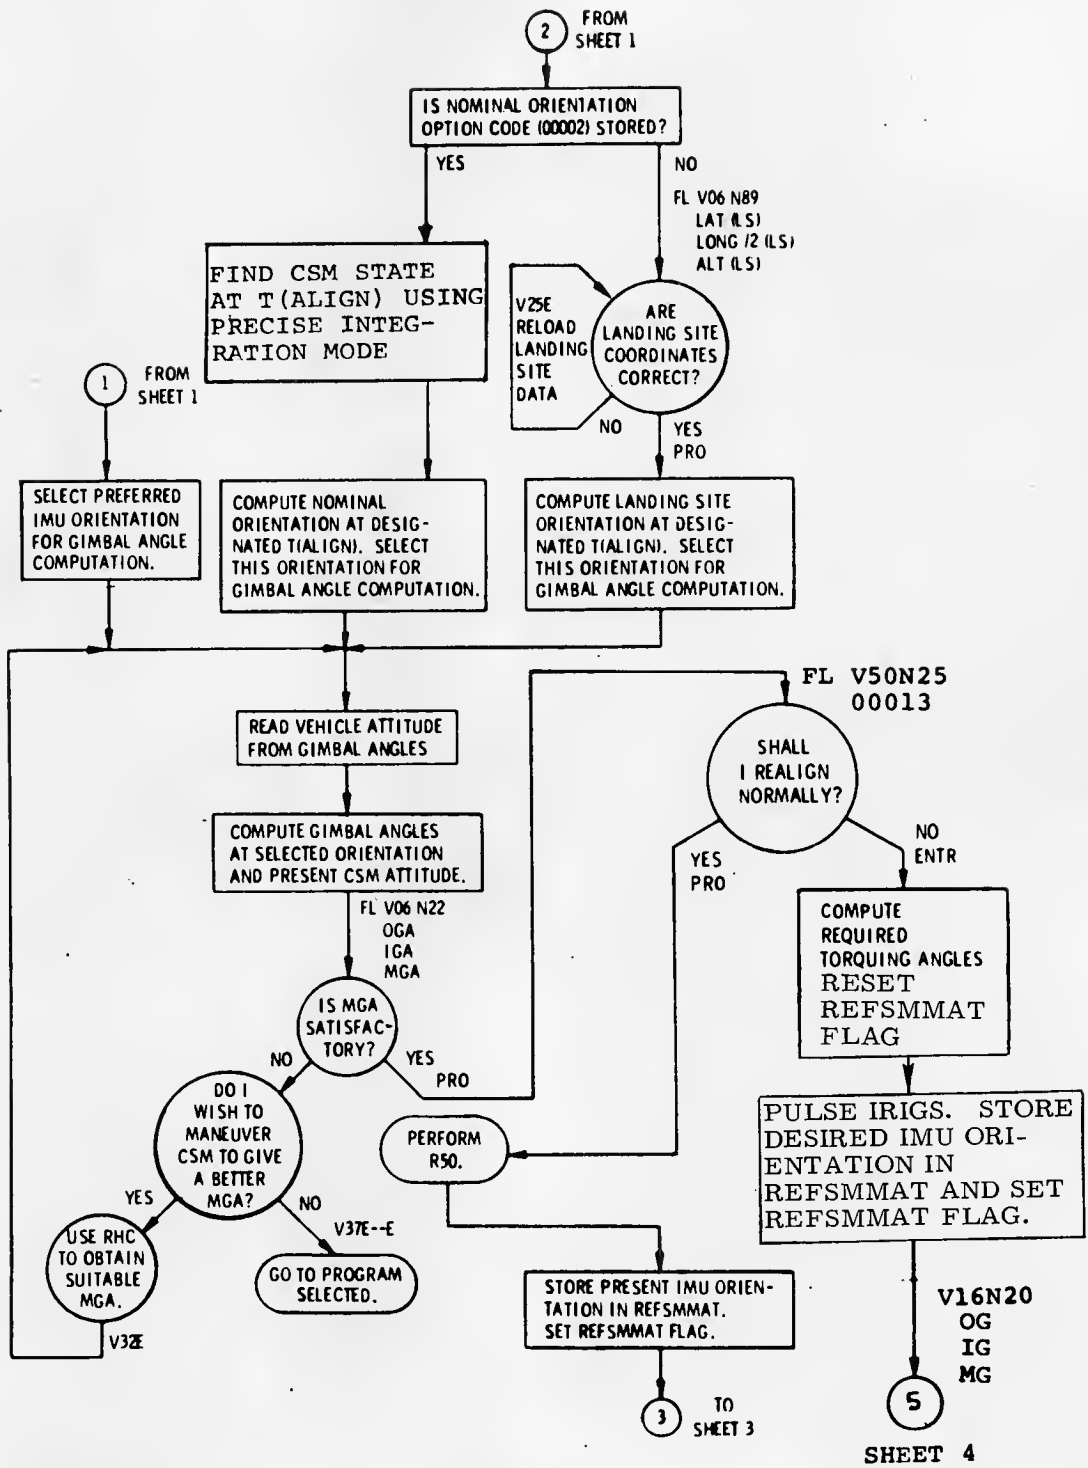 2
FROM
SHEET 1
IS NOMINAL ORIENTATION
OPTION CODE (00002) STORED?
YES
NO
FL V06 N89
LAT (LS)
LONG /2 (LS)
ALT (LS)
FIND CSM STATE
AT T(ALIGN) USING
PRECISE INTEG-
RATION MODE
V25E
RELOAD
LANDING
SITE
DATA
ARE
LANDING SITE
COORDINATES
CORRECT?
NO
YES
PRO
1
FROM
SHEET 1
SELECT PREFERRED
IMU ORIENTATION
FOR GIMBAL ANGLE
COMPUTATION.
COMPUTE NOMINAL
ORIENTATION AT DESIG-
NATED T(ALIGN). SELECT
THIS ORIENTATION FOR
GIMBAL ANGLE COMPUTATION.
COMPUTE LANDING SITE
ORIENTATION AT DESIG-
NATED T(ALIGN). SELECT
THIS ORIENTATION FOR
GIMBAL ANGLE COMPUTATION.
READ VEHICLE ATTITUDE
FROM GIMBAL ANGLES
COMPUTE GIMBAL ANGLES
AT SELECTED ORIENTATION
AND PRESENT CSM ATTITUDE.
FL V06 N22
OGA
IGA
MGA
IS MGA
SATISFAC-
TORY?
NO
YES
PRO
FL V50N25
00013
SHALL
I REALIGN
NORMALLY?
YES
PRO
NO
ENTR
COMPUTE
REQUIRED
TORQUING ANGLES
RESET
REFSMMAT
FLAG
PULSE IRIGS. STORE
DESIRED IMU ORI-
ENTATION IN
REFSMMAT AND SET
REFSMMAT FLAG.
DO I
WISH TO
MANEUVER
CSM TO GIVE
A BETTER
MGA?
YES
NO
V37E--E
USE RHC
TO OBTAIN
SUITABLE
MGA.
V32E
GO TO PROGRAM
SELECTED.
PERFORM
R50.
STORE PRESENT IMU ORIEN-
TATION IN REFSMMAT.
SET REFSMMAT FLAG.
3
TO
SHEET 3
V16N20
OG
IG
MG
5
SHEET 4